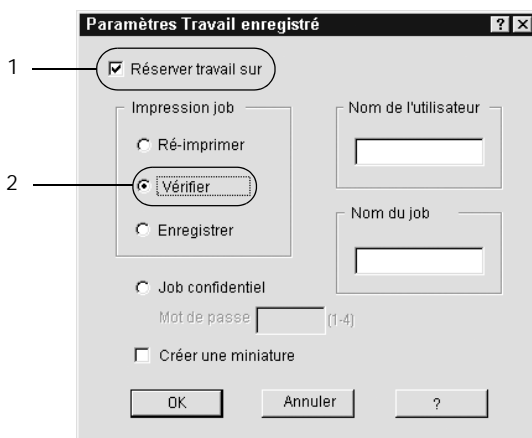 Paramètres Travail enregistré
1
Réserver travail sur
Impression job
Nom de l'utilisateur
Ré-imprimer
2
Vérifier
Nom du job
Enregistrer
Job confidentiel
Mot de passe (1-4)
Créer une miniature
OK
Annuler
?